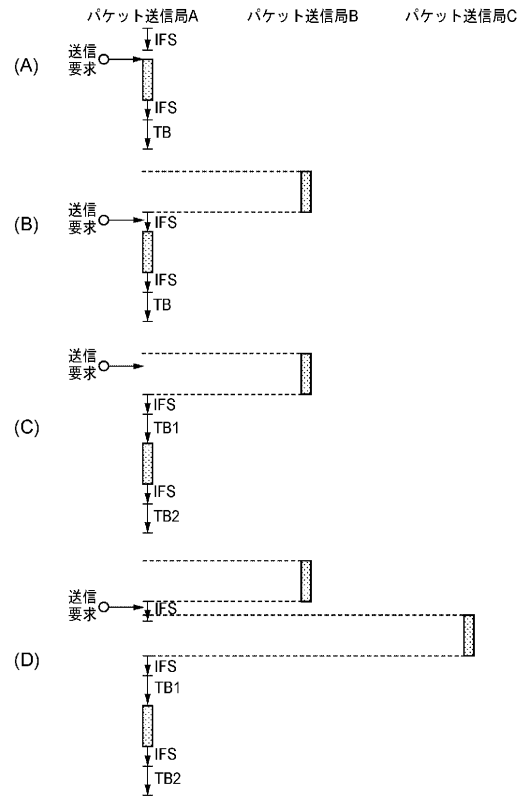 パケット送信局A パケット送信局B パケット送信局C
(A)
送信
要求
IFS
IFS
TB
(B)
送信
要求
IFS
IFS
TB
(C)
送信
要求
IFS
TB1
IFS
TB2
(D)
送信
要求
IFS
IFS
TB1
IFS
TB2